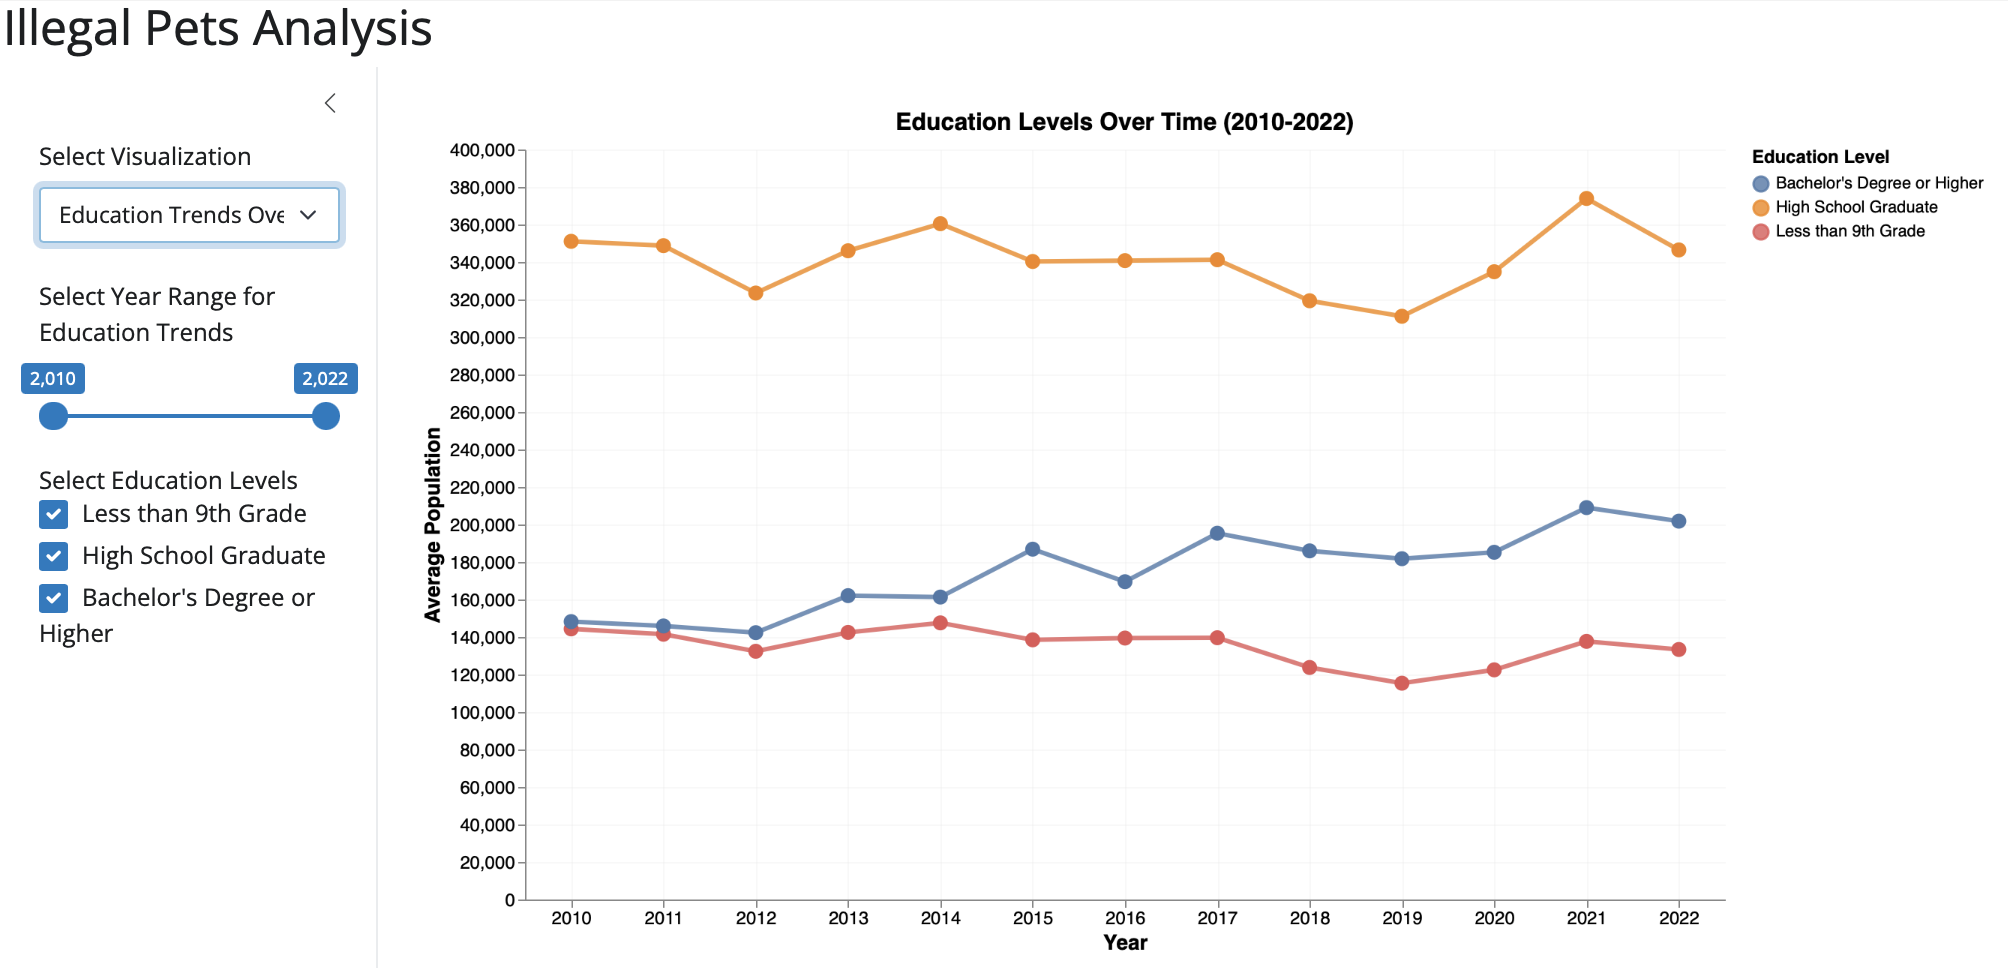 Illegal Pets Analysis
Select Visualization
Education Trends Ove
Select Year Range for
Education Trends
2,010
2,022
Select Education Levels
Less than 9th Grade
High School Graduate
Bachelor's Degree or
Higher
Education Levels Over Time (2010-2022)
Average Population
400,000
380,000
360,000
340,000
320,000
300,000
280,000
260,000
240,000
220,000
200,000
180,000
160,000
140,000
120,000
100,000
80,000
60,000
40,000
20,000
0
2010 2011 2012 2013 2014 2015 2016 2017 2018 2019 2020 2021 2022
Year
Education Level
Bachelor's Degree or Higher
High School Graduate
Less than 9th Grade